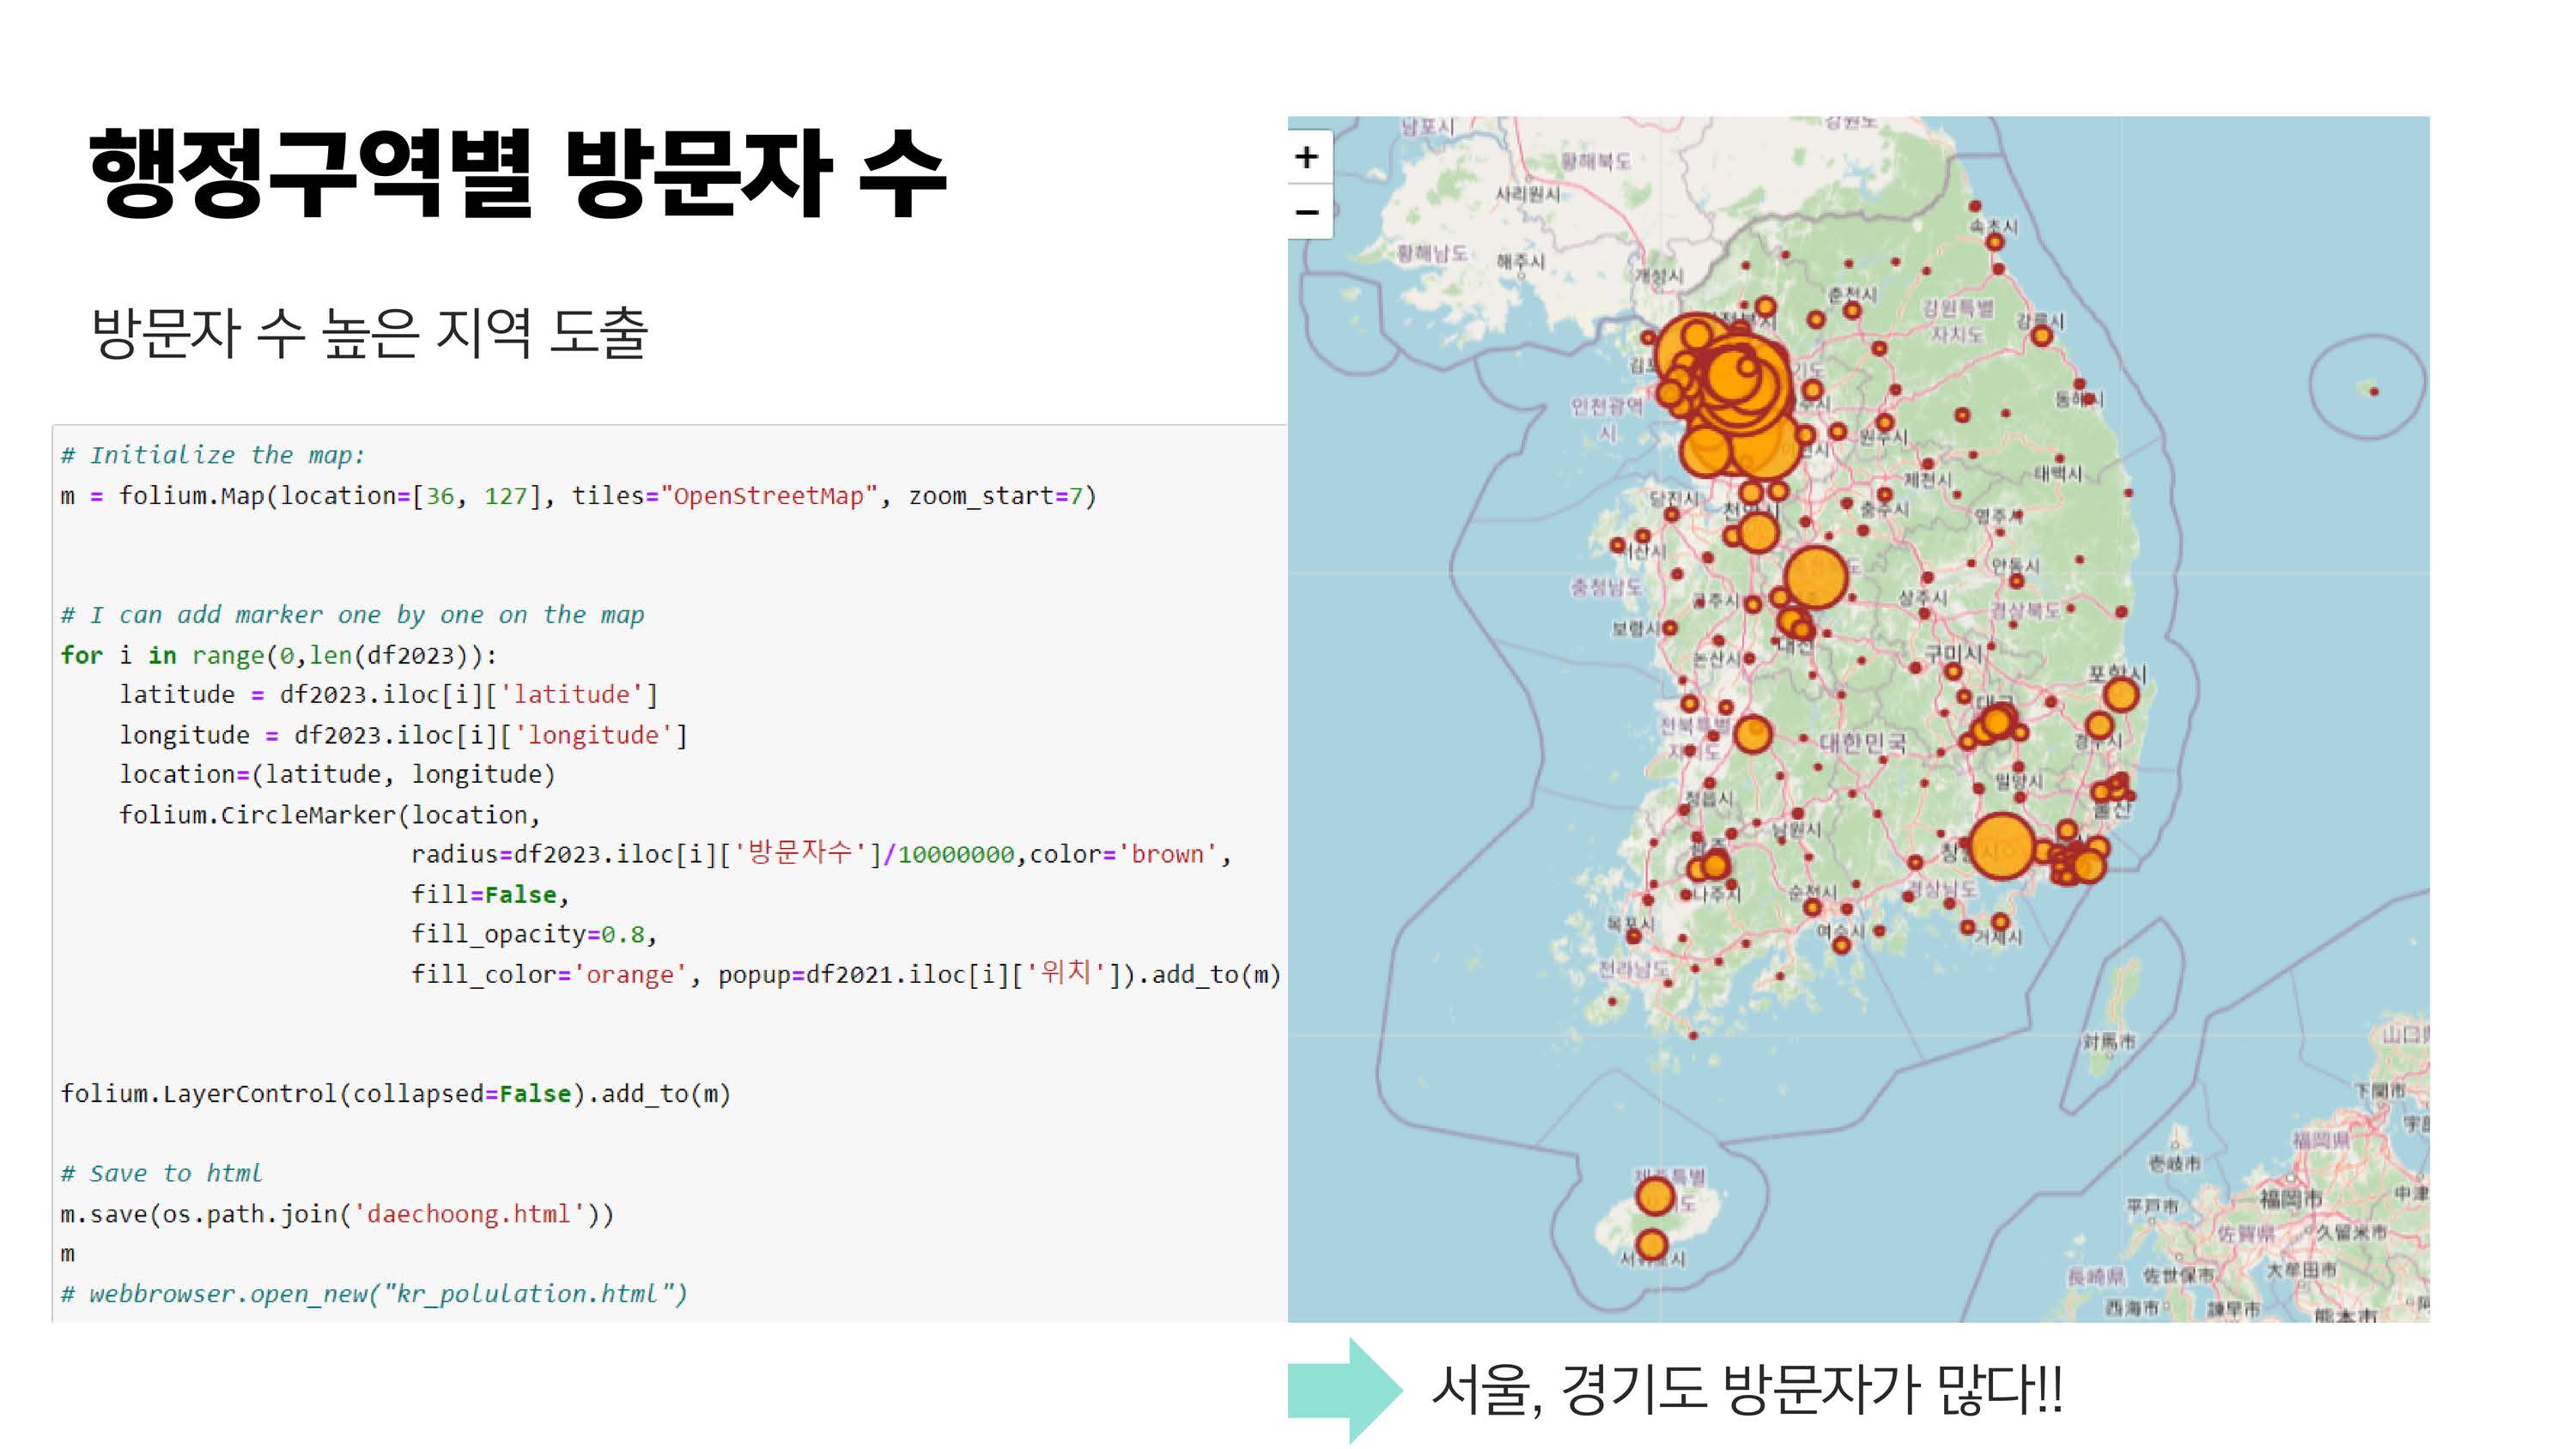 행정구역별 방문자 수
방문자 수 높은 지역 도출
# Initialize the map:
m = folium.Map(location=[36, 127], tiles="OpenStreetMap", zoom_start=7)
# I can add marker one by one on the map
for i in range(0,len(df2023)):
    latitude = df2023.iloc[i]['latitude']
    longitude = df2023.iloc[i]['longitude']
    location=(latitude, longitude)
    folium.CircleMarker(location,
                        radius=df2023.iloc[i]['방문자수']/10000000,color='brown',
                        fill=False,
                        fill_opacity=0.8,
                        fill_color='orange', popup=df2021.iloc[i]['위치']).add_to(m)
folium.LayerControl(collapsed=False).add_to(m)
# Save to html
m.save(os.path.join('daechoong.html'))
m
# webbrowser.open_new("kr_polulation.html")
+
−
남포시
강원도
황해북도
사리원시
속초시
황해남도
해주시
개성시
춘천시
강원특별
자치도
강릉시
인천광역
시
동해시
원주시
제천시
태백시
당진시
충주시
영주시
서산시
안동시
충청남도
공주시
상주시
경상북도
보령시
대전
논산시
구미시
포항시
전북특별
자치도
대한민국
경주시
밀양시
정읍시
울산
남원시
나주시
순천시
경상남도
목포시
여수시
거제시
전라남도
対馬市
山口
下関市
福岡県
壱岐市
平戸市
福岡市
中津
佐賀県
久留米市
長崎県
佐世保市
大牟田市
西海市
諫早市
熊本市
서울, 경기도 방문자가 많다!!